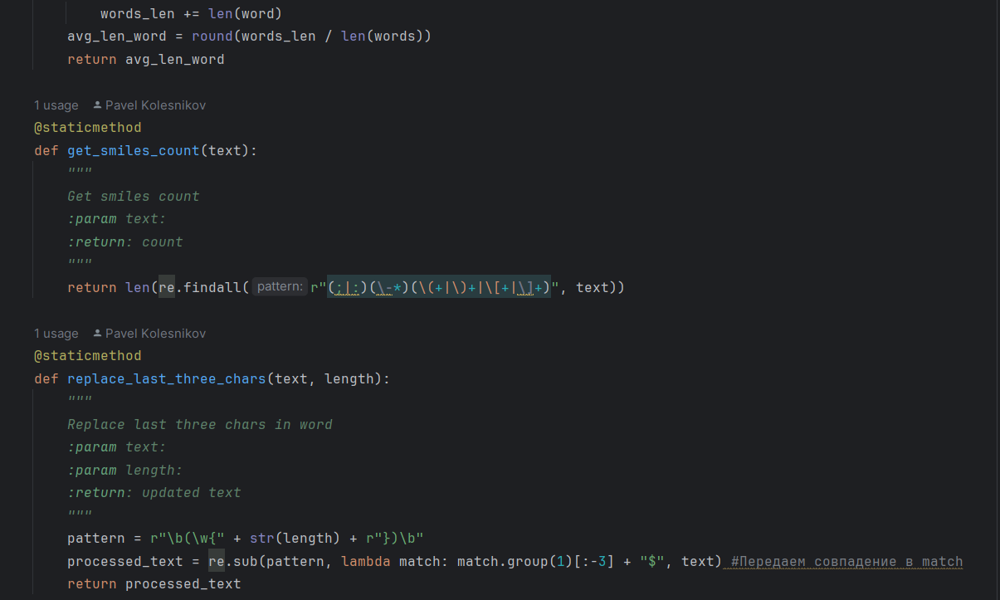 words_len += len(word)
avg_len_word = round(words_len / len(words))
return avg_len_word
1 usage Pavel Kolesnikov
@staticmethod
def get_smiles_count(text):
"""
Get smiles count
:param text:
:return: count
"""
return len(re.findall( pattern: r"(;|:)(\-*)(\(+|\)+|\[+|\]+)", text))
1 usage Pavel Kolesnikov
@staticmethod
def replace_last_three_chars(text, length):
"""
Replace last three chars in word
:param text:
:param length:
:return: updated text
"""
pattern = r"\b(\w{" + str(length) + r"})\b"
processed_text = re.sub(pattern, lambda match: match.group(1)[:-3] + "$", text) #Передаем совпадение в match
return processed_text